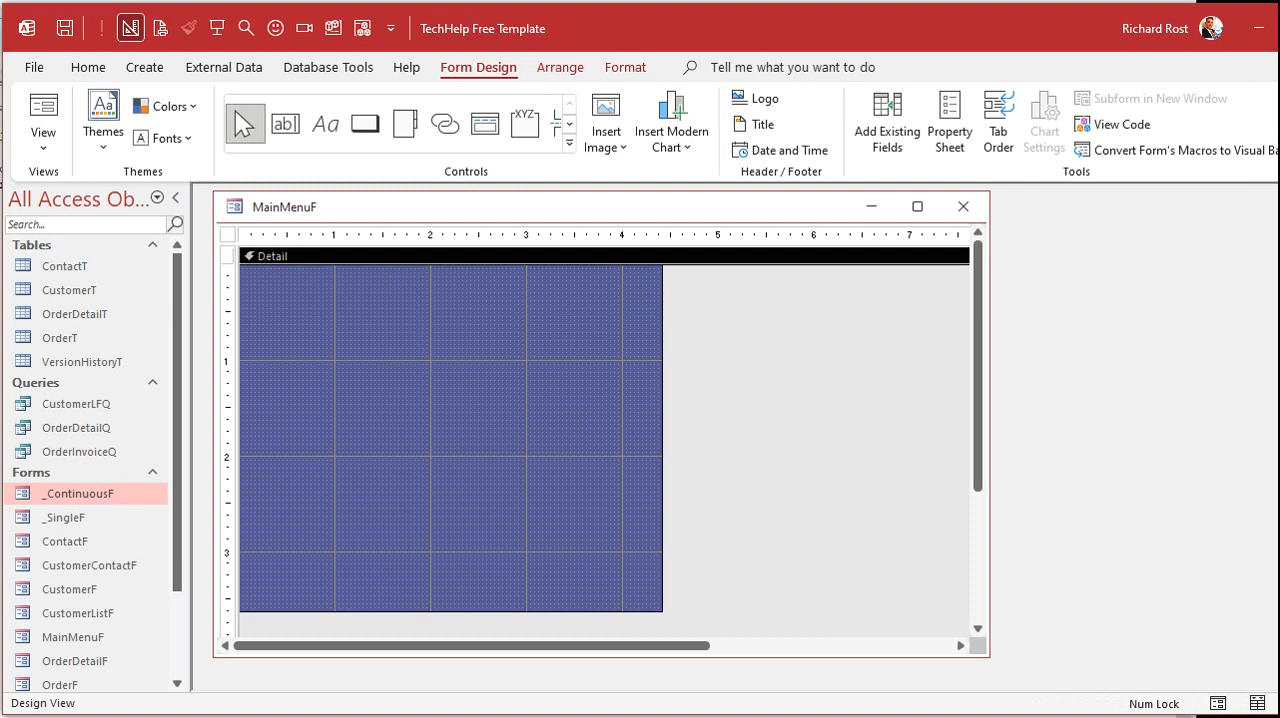 TechHelp Free Template
Richard Rost
File Home Create External Data Database Tools Help Form Design Arrange Format Tell me what you want to do
View
Views
Aa
Themes
Colors
A Fonts
Themes
ab
Aa
XYZ
Controls
Insert Image
Insert Modern Chart
Logo
Title
Date and Time
Header / Footer
Add Existing Fields
Property Sheet
Tab Order
Chart Settings
Subform in New Window
View Code
Convert Form's Macros to Visual Ba
Tools
All Access Ob...
Search...
Tables
ContactT
CustomerT
OrderDetailT
OrderT
VersionHistoryT
Queries
CustomerLFQ
OrderDetailQ
OrderInvoiceQ
Forms
_ContinuousF
_SingleF
ContactF
CustomerContactF
CustomerF
CustomerListF
MainMenuF
OrderDetailF
OrderF
MainMenuF
1 2 3 4 5 6 7
Detail
1
2
3
Design View
Num Lock